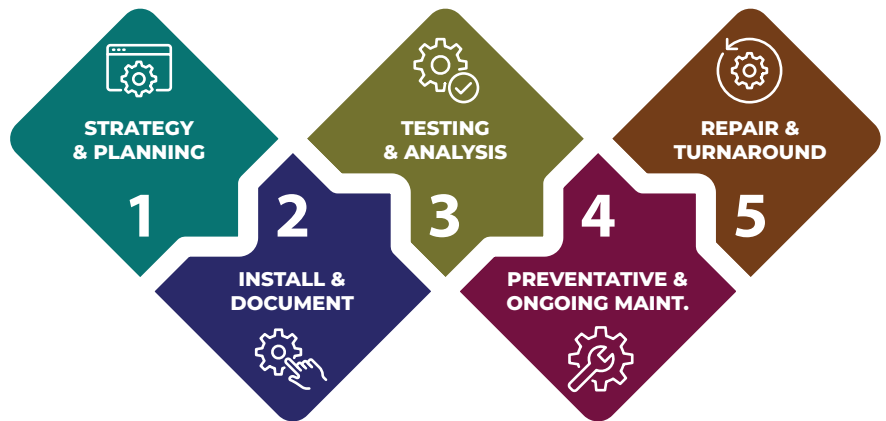 STRATEGY
& PLANNING
1
2
INSTALL &
DOCUMENT
TESTING
& ANALYSIS
3
4
PREVENTATIVE &
ONGOING MAINT.
REPAIR &
TURNAROUND
5